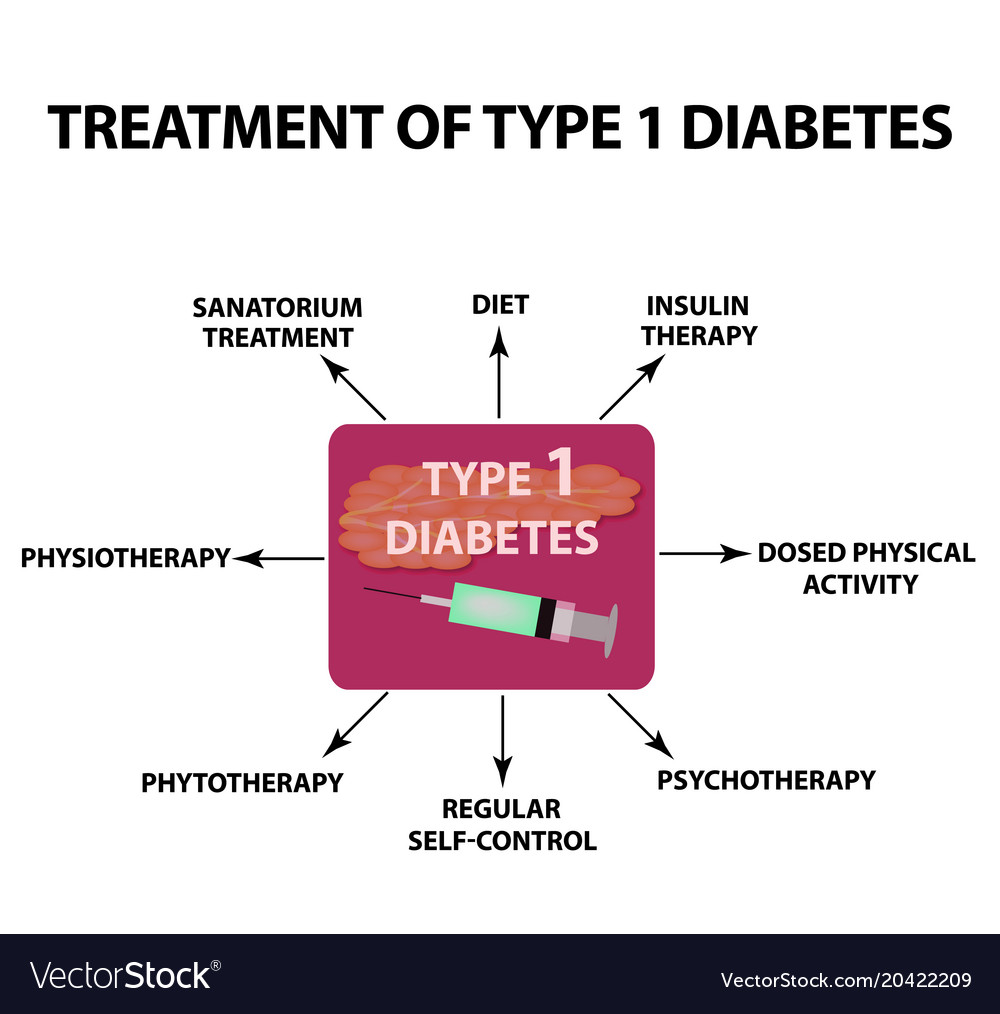 TREATMENT OF TYPE 1 DIABETES
SANATORIUM
TREATMENT
DIET
INSULIN
THERAPY
TYPE 1
DIABETES
PHYSIOTHERAPY
DOSED PHYSICAL
ACTIVITY
PHYTOTHERAPY
REGULAR
SELF-CONTROL
PSYCHOTHERAPY
VectorStock®
VectorStock.com/20422209